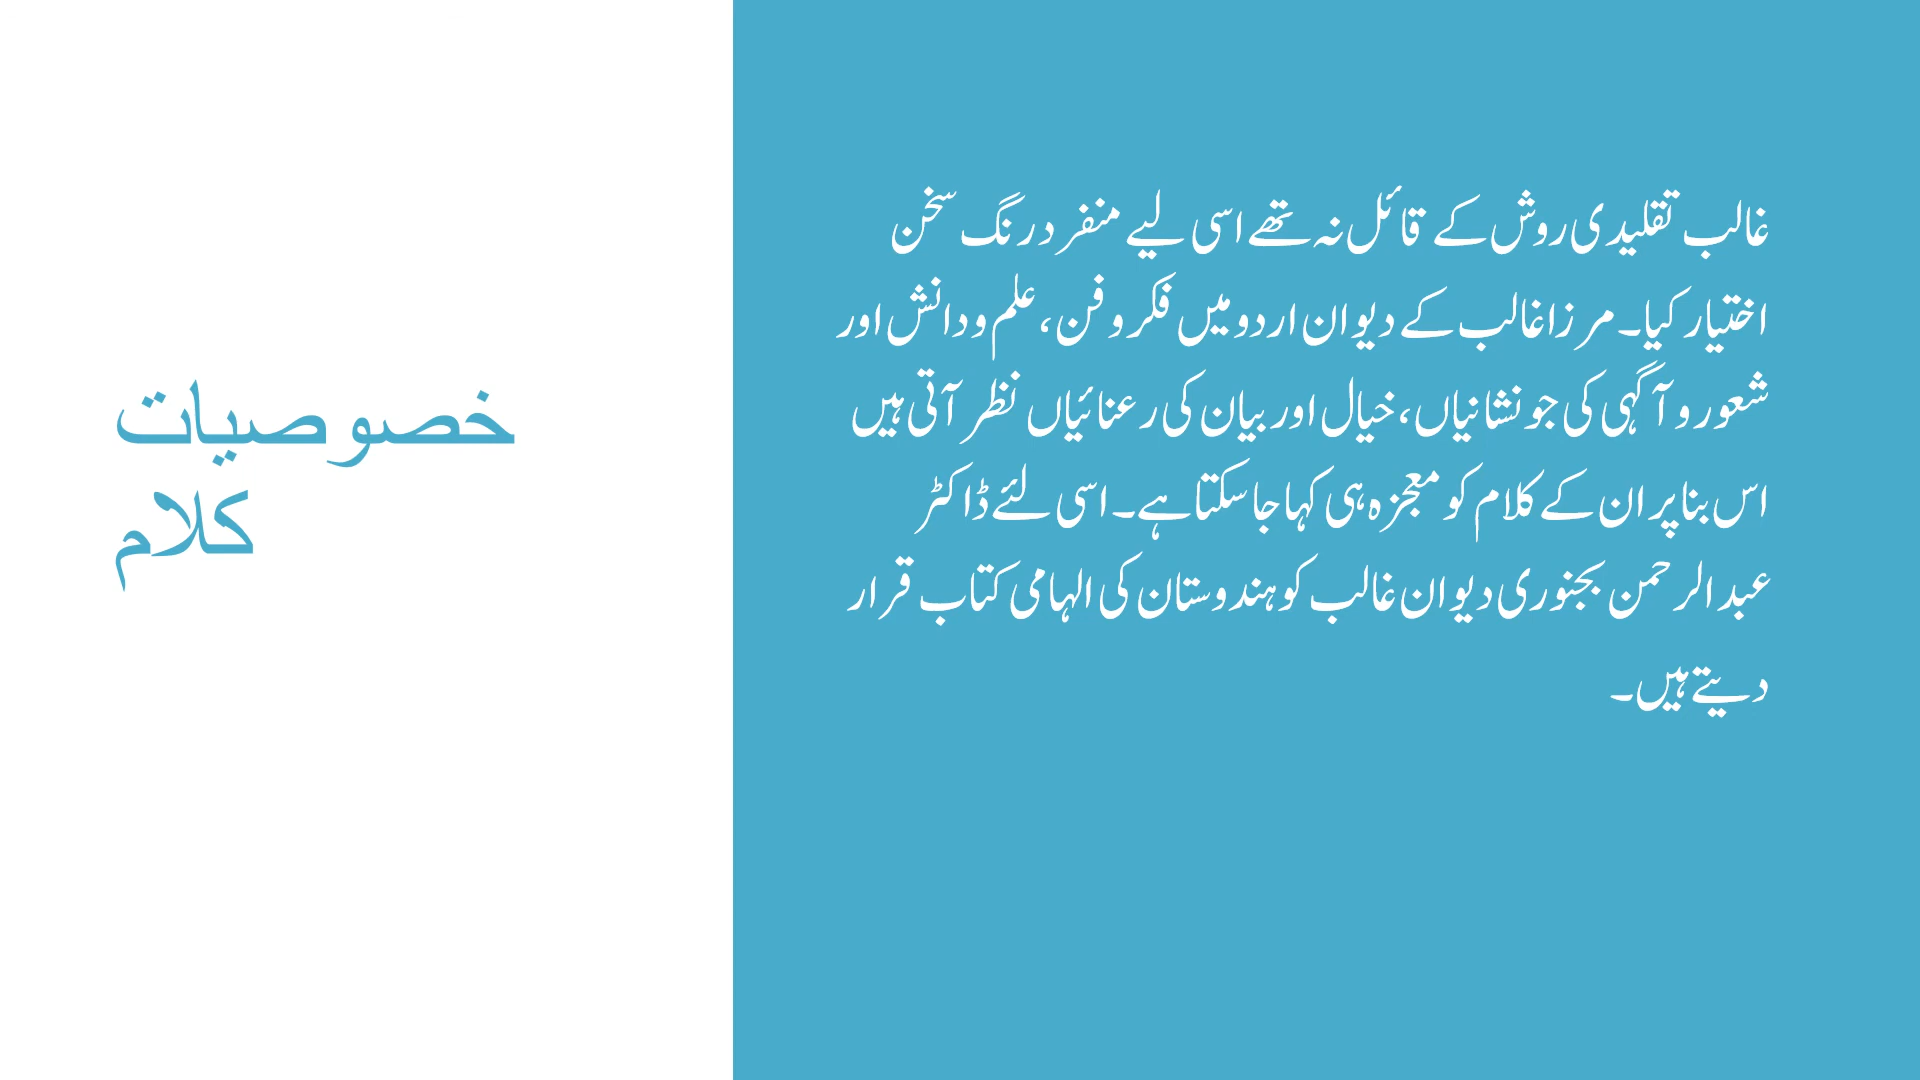 خصوصیات
کلام
غالب تقلیدی روش کے قائل نہ تھے اسی لیے منفرد رنگ سخن
اختیار کیا۔ مرزا غالب کے دیوان اردو میں فکر و فن، علم و دانش اور
شعور و آگہی کی جو نشانیاں، خیال اور بیان کی رعنائیاں نظر آتی ہیں
اس بنا پر ان کے کلام کو معجزہ ہی کہا جا سکتا ہے۔ اسی لئے ڈاکٹر
عبد الرحمن بجنوری دیوان غالب کو ہندوستان کی الہامی کتاب قرار
دیتے ہیں۔